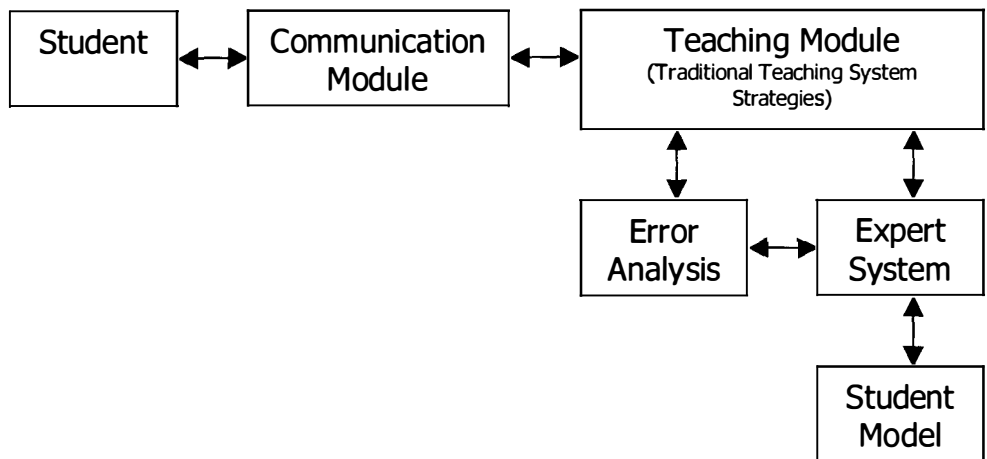 Student
Communication
Module
Teaching Module
(Traditional Teaching System
Strategies)
Error
Analysis
Expert
System
Student
Model